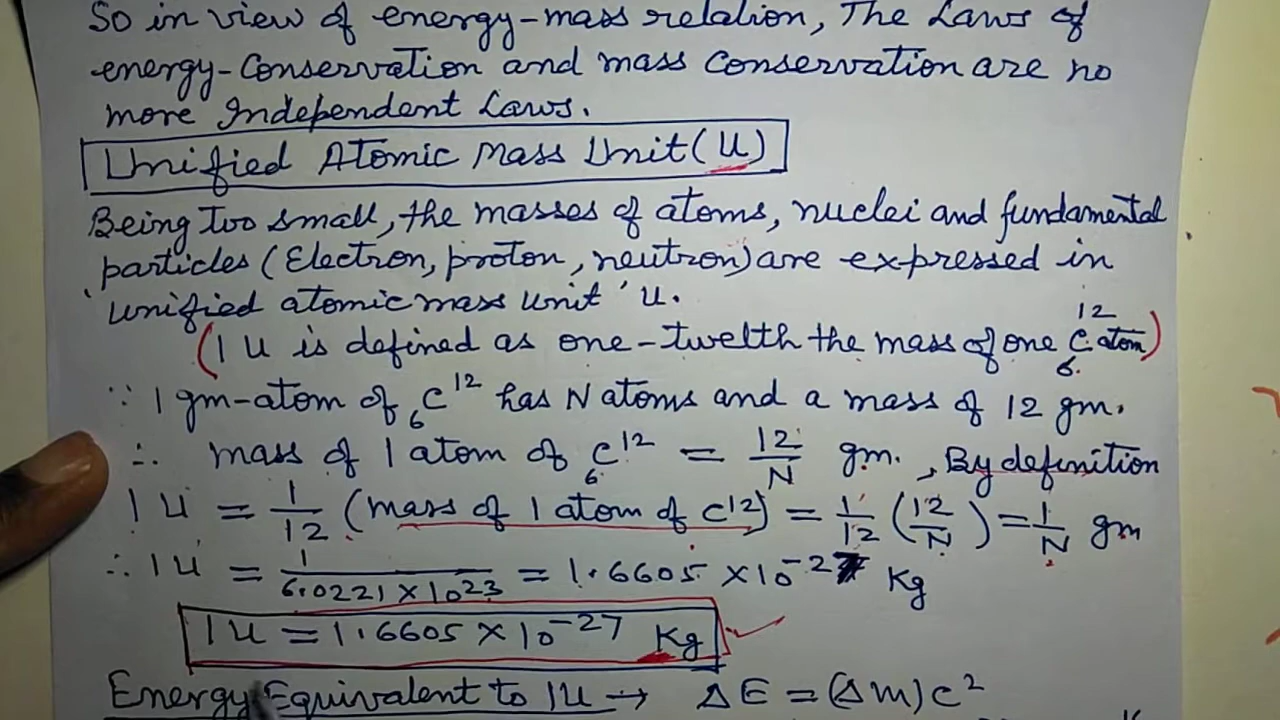 So in view of energy-mass relation, The Laws of
energy-Conservation and mass Conservation are no
more Independent Laws.
Unified Atomic Mass Unit (U)
Being Too small, the masses of atoms, nuclei and fundamental
particles (Electron, proton, neutron) are expressed in
'unified atomic mass unit' u.
(1 U is defined as one-twelth the mass of one ₆C¹² atom)
∵ 1 gm-atom of ₆C¹² has N atoms and a mass of 12 gm.
∴ mass of 1 atom of ₆C¹² = 12/N gm. , By definition
1 U = 1/12 (mass of 1 atom of C¹²) = 1/12 (12/N) = 1/N gm
∴ 1 U = 1/6.0221 × 10²³ = 1.6605 × 10⁻²⁷ Kg
1 U = 1.6605 × 10⁻²⁷ Kg
Energy Equivalent to 1U → ΔE = (Δm)c²